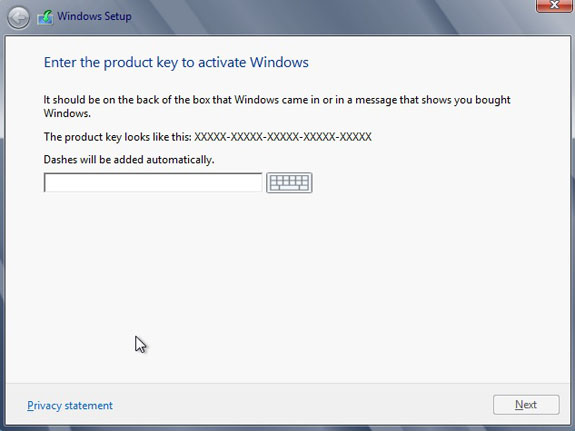 Windows Setup
Enter the product key to activate Windows
It should be on the back of the box that Windows came in or in a message that shows you bought
Windows.
The product key looks like this: XXXXX-XXXXX-XXXXX-XXXXX-XXXXX
Dashes will be added automatically.
Privacy statement
Next